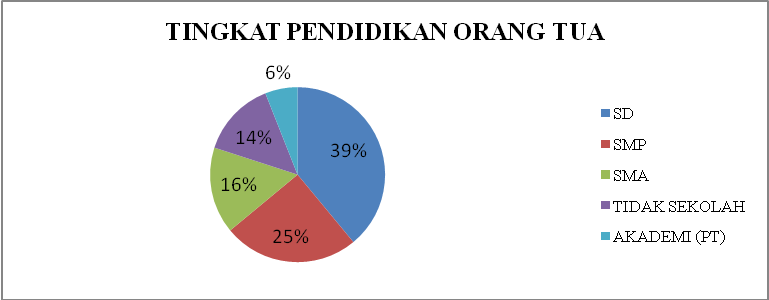 TINGKAT PENDIDIKAN ORANG TUA
6%
14%
39%
16%
25%
SD
SMP
SMA
TIDAK SEKOLAH
AKADEMI (PT)